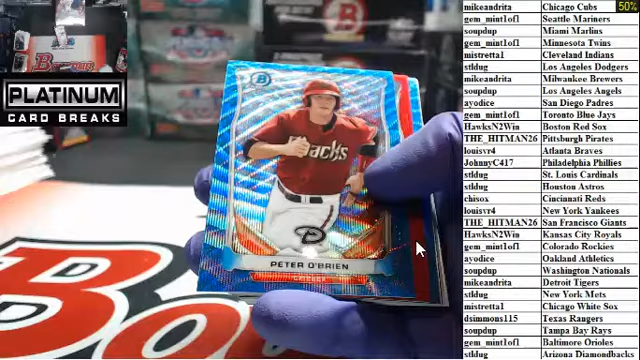 PLATINUM
CARD BREAKS
Bowman
B
Dbacks
PETER O'BRIEN
CATCHER
Bo
mikeandrita Chicago Cubs 50%
gem_mint1of1 Seattle Mariners
soupdup Miami Marlins
gem_mint1of1 Minnesota Twins
mistretta1 Cleveland Indians
stldug Los Angeles Dodgers
mikeandrita Milwaukee Brewers
soupdup Los Angeles Angels
ayodice San Diego Padres
gem_mint1of1 Toronto Blue Jays
HawksN2Win Boston Red Sox
THE_HITMAN26 Pittsburgh Pirates
louisvr4 Atlanta Braves
JohnnyC417 Philadelphia Phillies
stldug St. Louis Cardinals
stldug Houston Astros
chisox Cincinnati Reds
louisvr4 New York Yankees
THE_HITMAN26 San Francisco Giants
HawksN2Win Kansas City Royals
gem_mint1of1 Colorado Rockies
ayodice Oakland Athletics
soupdup Washington Nationals
mikeandrita Detroit Tigers
stldug New York Mets
mistretta1 Chicago White Sox
dsimmons115 Texas Rangers
soupdup Tampa Bay Rays
gem_mint1of1 Baltimore Orioles
stldug Arizona Diamondbacks